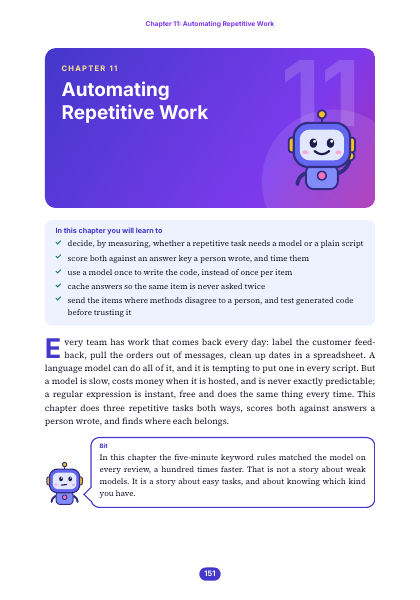 Chapter 11: Automating Repetitive Work
11
CHAPTER 11
Automating
Repetitive Work
In this chapter you will learn to
decide, by measuring, whether a repetitive task needs a model or a plain script
score both against an answer key a person wrote, and time them
use a model once to write the code, instead of once per item
cache answers so the same item is never asked twice
send the items where methods disagree to a person, and test generated code
before trusting it
Every team has work that comes back every day: label the customer feed-
back, pull the orders out of messages, clean up dates in a spreadsheet. A
language model can do all of it, and it is tempting to put one in every script. But
a model is slow, costs money when it is hosted, and is never exactly predictable;
a regular expression is instant, free and does the same thing every time. This
chapter does three repetitive tasks both ways, scores both against answers a
person wrote, and finds where each belongs.
Bit
In this chapter the five-minute keyword rules matched the model on
every review, a hundred times faster. That is not a story about weak
models. It is a story about easy tasks, and about knowing which kind
you have.
151